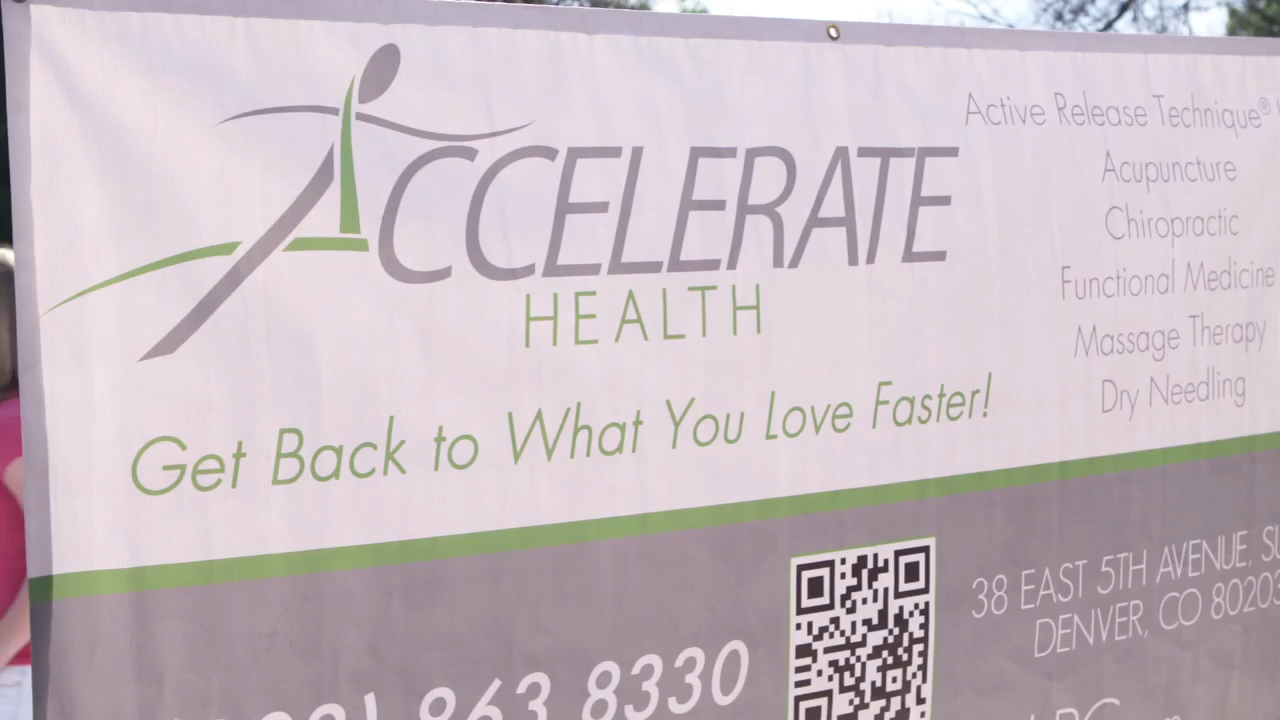 ACCELERATE
HEALTH
Get Back to What You Love Faster!
Active Release Technique®
Acupuncture
Chiropractic
Functional Medicine
Massage Therapy
Dry Needling
863 8330
38 EAST 5TH AVENUE,
DENVER, CO 80203